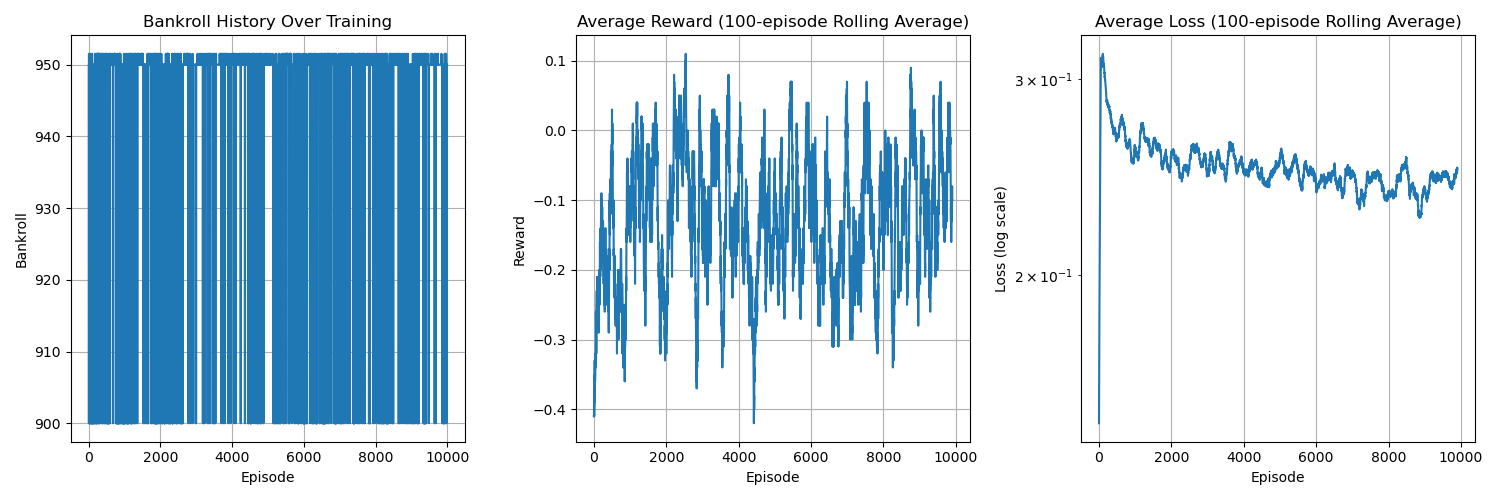 Bankroll History Over Training
Bankroll
950
940
930
920
910
900
0 2000 4000 6000 8000 10000
Episode
Average Reward (100-episode Rolling Average)
Reward
0.1
0.0
−0.1
−0.2
−0.3
−0.4
0 2000 4000 6000 8000 10000
Episode
Average Loss (100-episode Rolling Average)
Loss (log scale)
3 × 10⁻¹
2 × 10⁻¹
0 2000 4000 6000 8000 10000
Episode